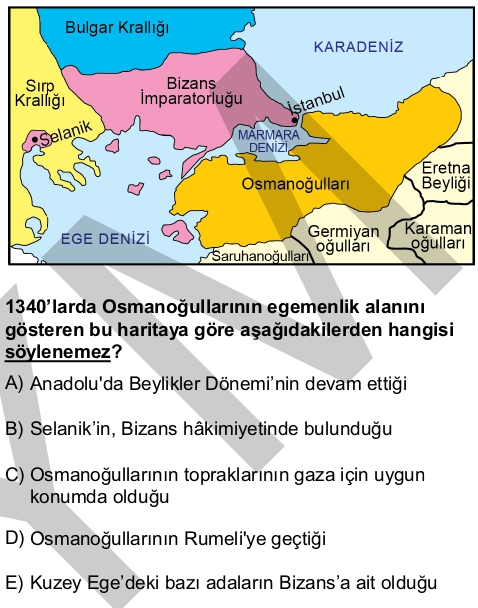 Bulgar Krallığı
KARADENİZ
Sırp
Krallığı
Bizans
İmparatorluğu
İstanbul
Selanik
MARMARA
DENİZİ
Osmanoğulları
Eretna
Beyliği
EGE DENİZİ
Germiyan
oğulları
Karaman
oğulları
Saruhanoğulları
1340’larda Osmanoğullarının egemenlik alanını
gösteren bu haritaya göre aşağıdakilerden hangisi
söylenemez?
A) Anadolu'da Beylikler Dönemi’nin devam ettiği
B) Selanik’in, Bizans hâkimiyetinde bulunduğu
C) Osmanoğullarının topraklarının gaza için uygun
konumda olduğu
D) Osmanoğullarının Rumeli'ye geçtiği
E) Kuzey Ege’deki bazı adaların Bizans’a ait olduğu